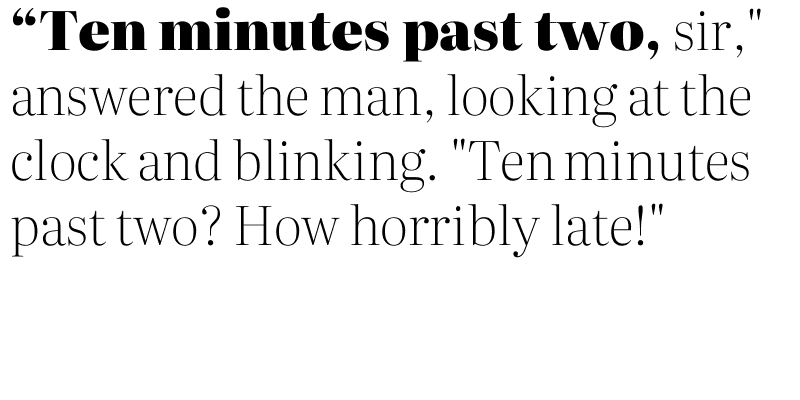 “Ten minutes past two, sir,"
answered the man, looking at the
clock and blinking. "Ten minutes
past two? How horribly late!"